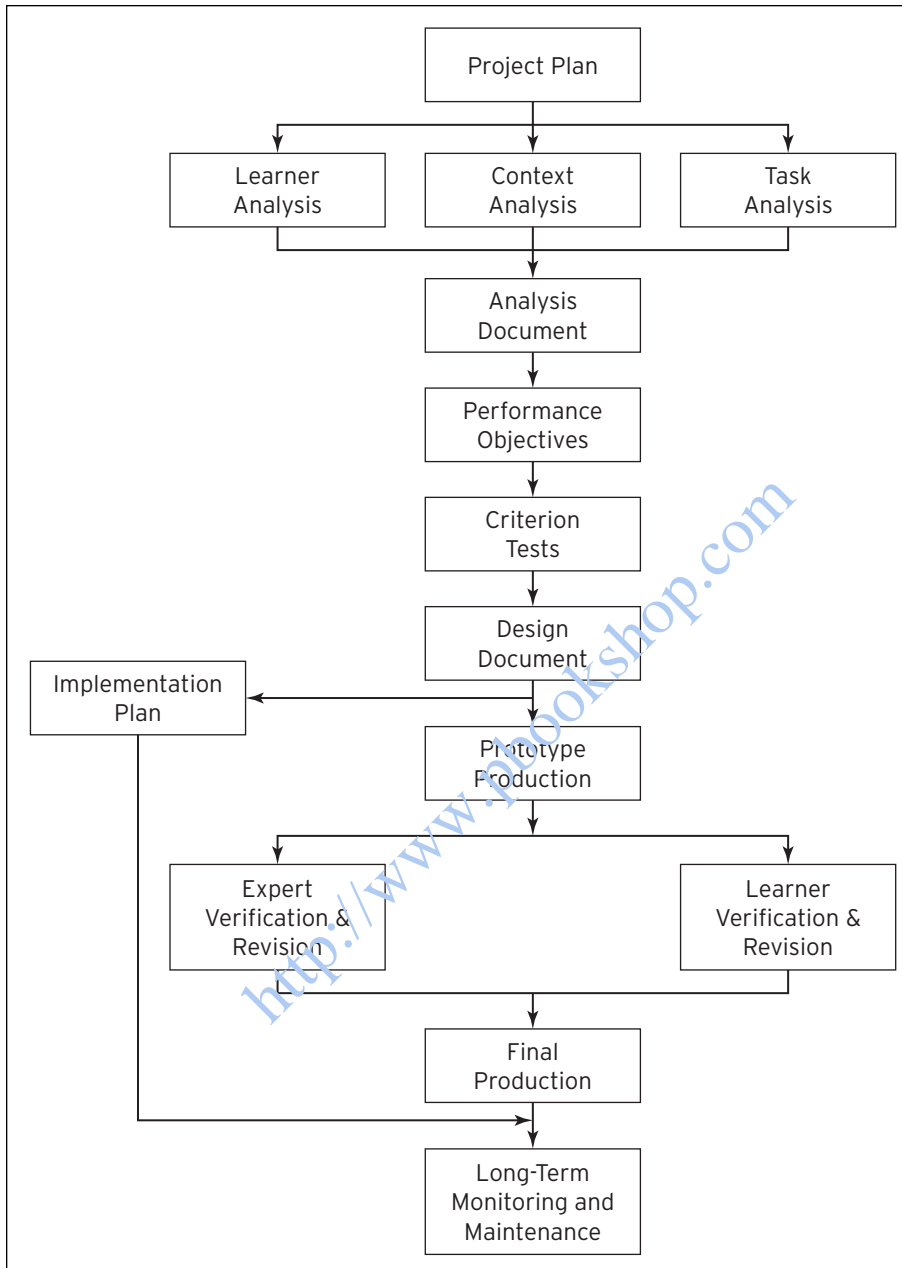 Project Plan
Learner
Analysis
Context
Analysis
Task
Analysis
Analysis
Document
Performance
Objectives
Criterion
Tests
Design
Document
Implementation
Plan
Prototype
Production
Expert
Verification &
Revision
Learner
Verification &
Revision
Final
Production
Long-Term
Monitoring and
Maintenance
http://www.pbookshop.com